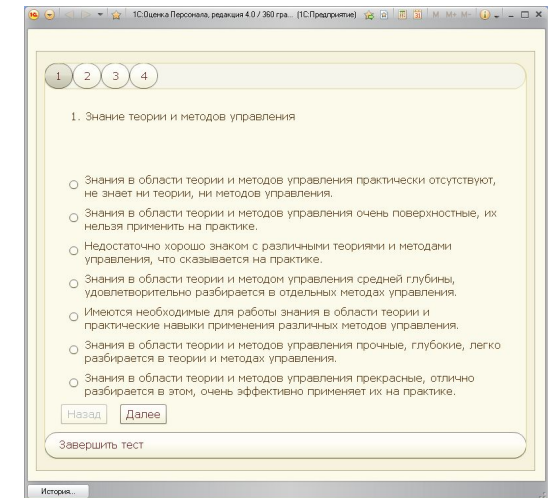 1С:Оценка Персонала, редакция 4.0 / 360 гра... (1С:Предприятие)
M M+ M-
1 2 3 4
1. Знание теории и методов управления
Знания в области теории и методов управления практически отсутствуют,
не знает ни теории, ни методов управления.
Знания в области теории и методов управления очень поверхностные, их
нельзя применить на практике.
Недостаточно хорошо знаком с различными теориями и методами
управления, что сказывается на практике.
Знания в области теории и методом управления средней глубины,
удовлетворительно разбирается в отдельных методах управления.
Имеются необходимые для работы знания в области теории и
практические навыки применения различных методов управления.
Знания в области теории и методов управления прочные, глубокие, легко
разбирается в теории и методах управления.
Знания в области теории и методов управления прекрасные, отлично
разбирается в этом, очень эффективно применяет их на практике.
Назад Далее
Завершить тест
История...